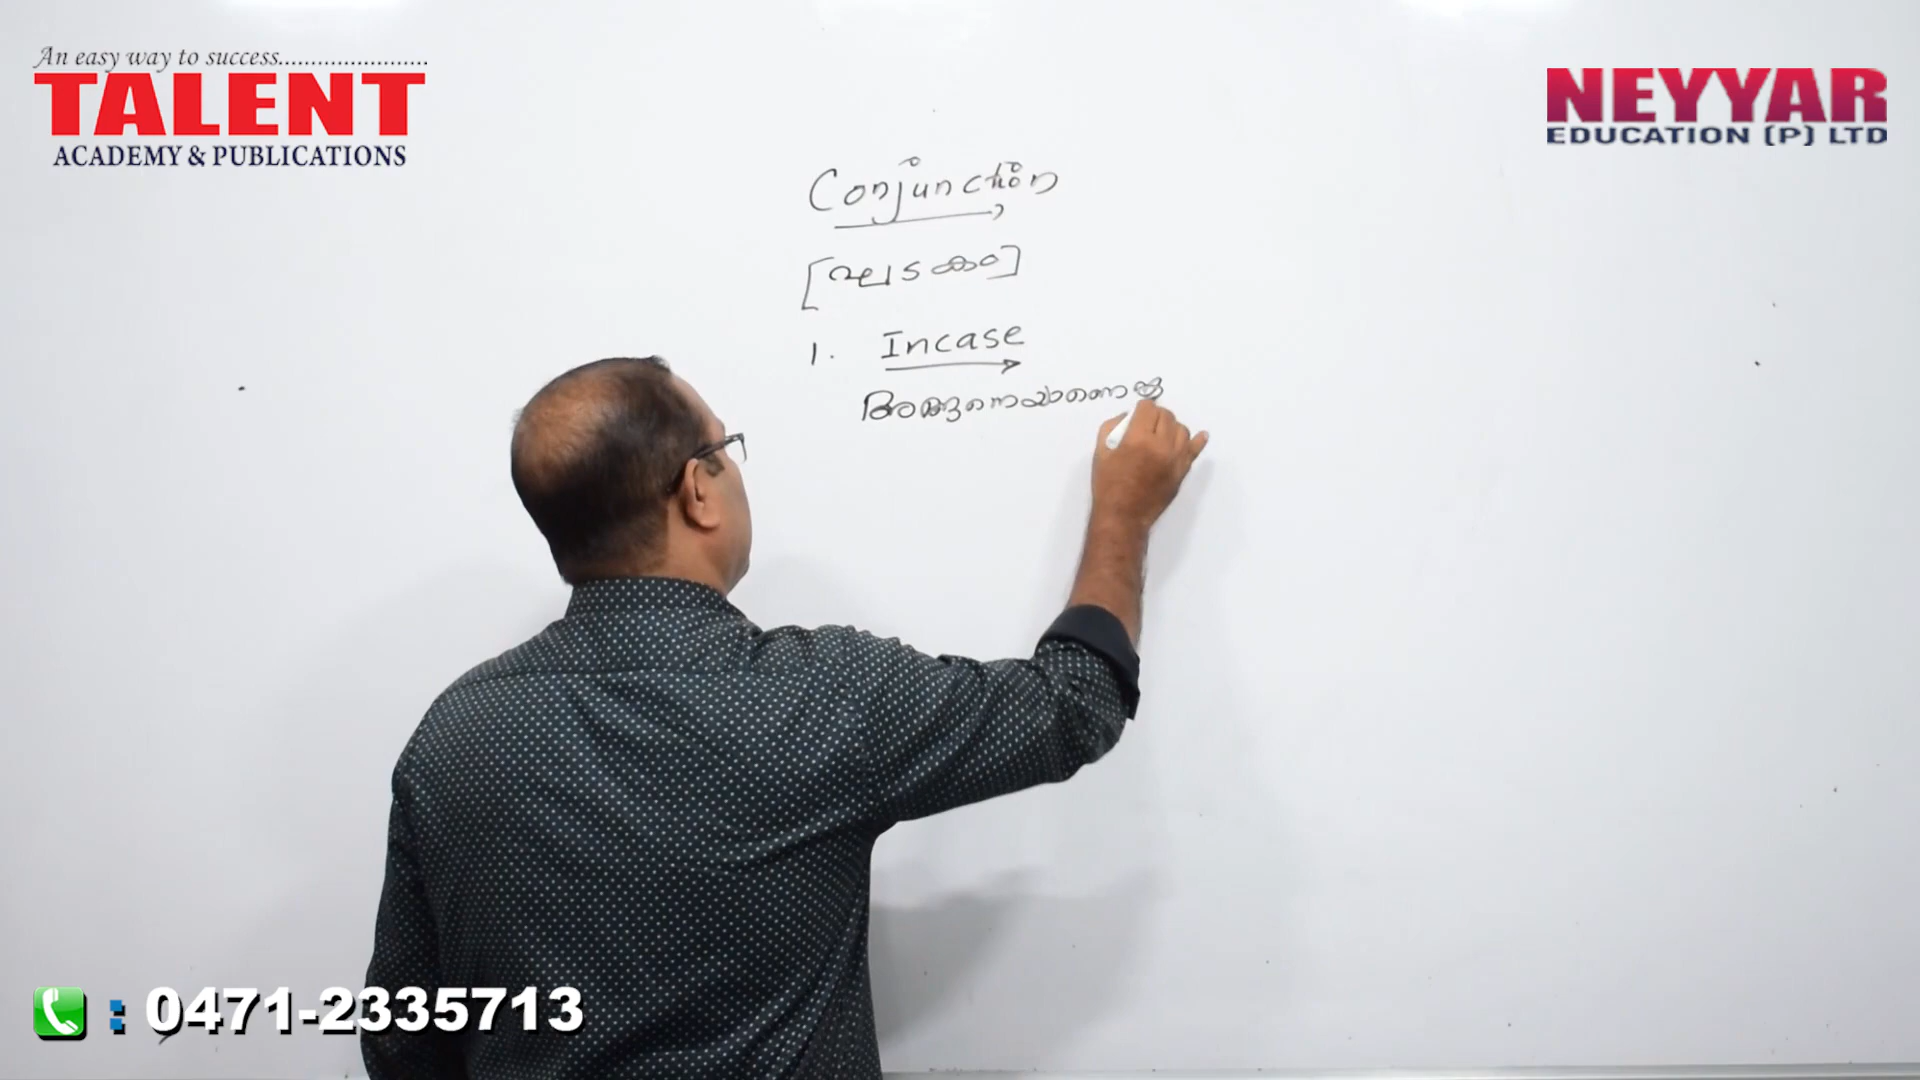 An easy way to success........................
TALENT
ACADEMY & PUBLICATIONS
NEYYAR
EDUCATION (P) LTD
Conjunction
[ഘടകം]
1. Incase
: 0471-2335713